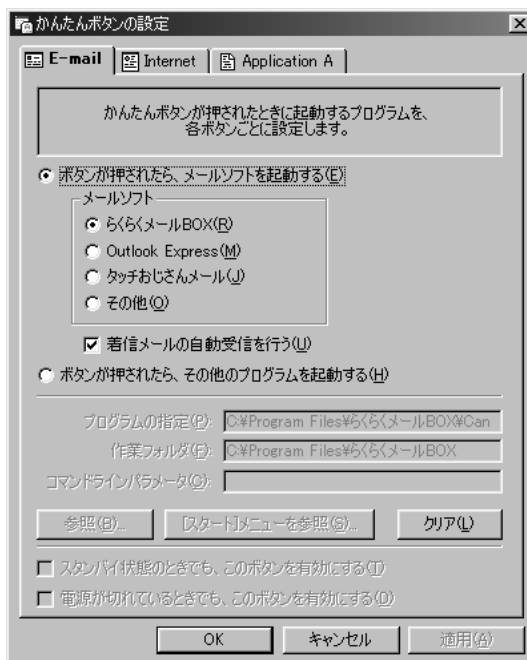 かんたんボタンの設定
E-mail
Internet
Application A
かんたんボタンが押されたときに起動するプログラムを、
各ボタンごとに設定します。
ボタンが押されたら、メールソフトを起動する(E)
メールソフト
らくらくメールBOX(R)
Outlook Express(M)
タッチおじさんメール(J)
その他(O)
着信メールの自動受信を行う(U)
ボタンが押されたら、その他のプログラムを起動する(H)
プログラムの指定(P):
C:¥Program Files¥らくらくメールBOX¥Can
作業フォルダ(F):
C:¥Program Files¥らくらくメールBOX
コマンドラインパラメータ(C):
参照(B)...
[スタート]メニューを参照(S)...
クリア(L)
スタンバイ状態のときでも、このボタンを有効にする(T)
電源が切れているときでも、このボタンを有効にする(D)
OK
キャンセル
適用(A)